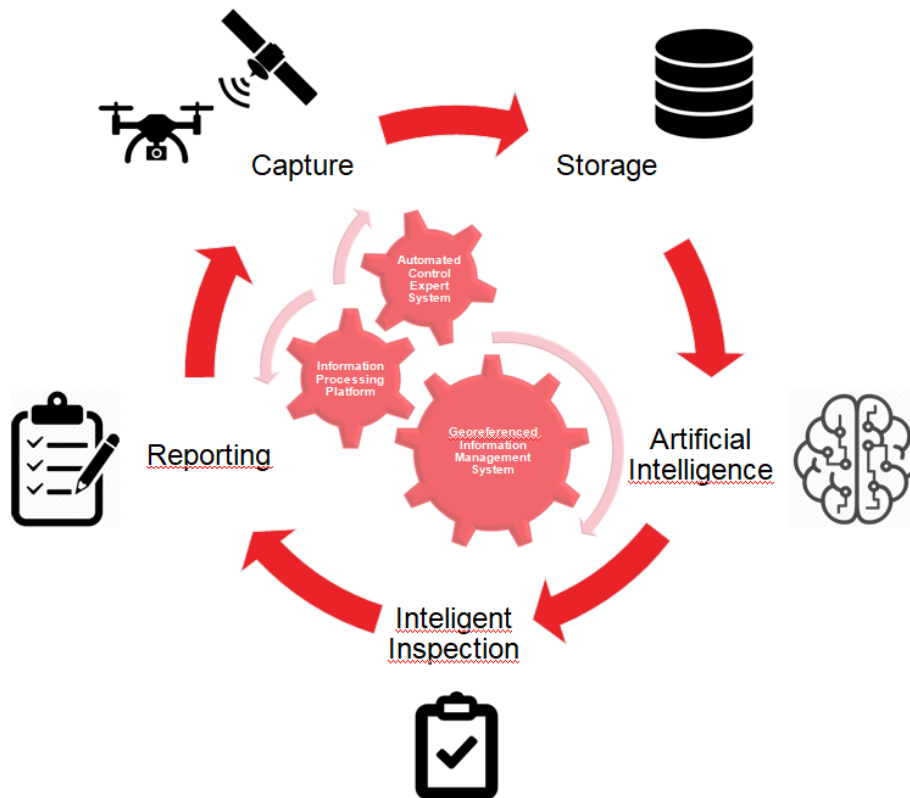 Capture
Storage
Automated
Control
Expert
System
Information
Processing
Platform
Georeferenced
Information
Management
System
Reporting
Artificial
Intelligence
Inteligent
Inspection